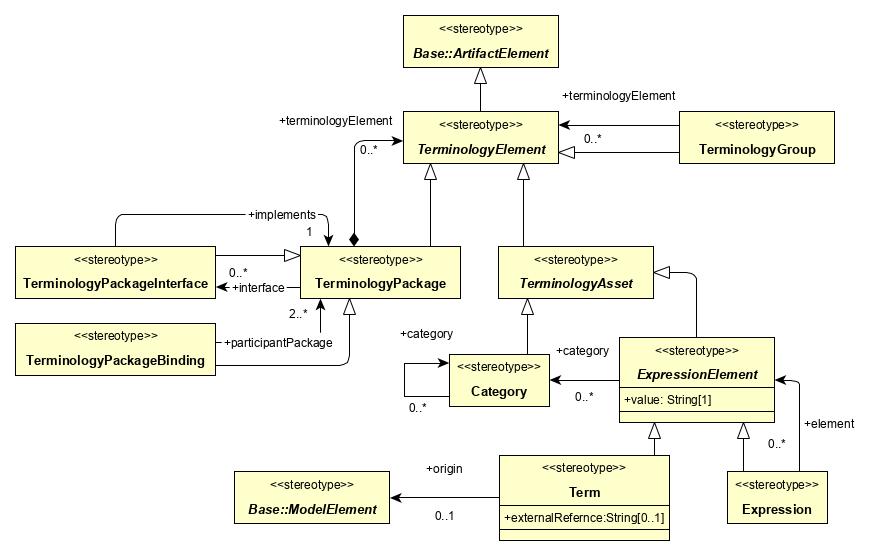 <<stereotype>>
Base::ArtifactElement
+terminologyElement
+terminologyElement
<<stereotype>>
TerminologyElement
0..*
0..*
<<stereotype>>
TerminologyGroup
+implements
1
<<stereotype>>
TerminologyPackageInterface
0..*
+interface
<<stereotype>>
TerminologyPackage
<<stereotype>>
TerminologyAsset
2..*
<<stereotype>>
TerminologyPackageBinding
+participantPackage
+category
<<stereotype>>
Category
0..*
+category
0..*
<<stereotype>>
ExpressionElement
+value: String[1]
+element
0..*
+origin
0..1
<<stereotype>>
Base::ModelElement
<<stereotype>>
Term
+externalRefernce:String[0..1]
<<stereotype>>
Expression